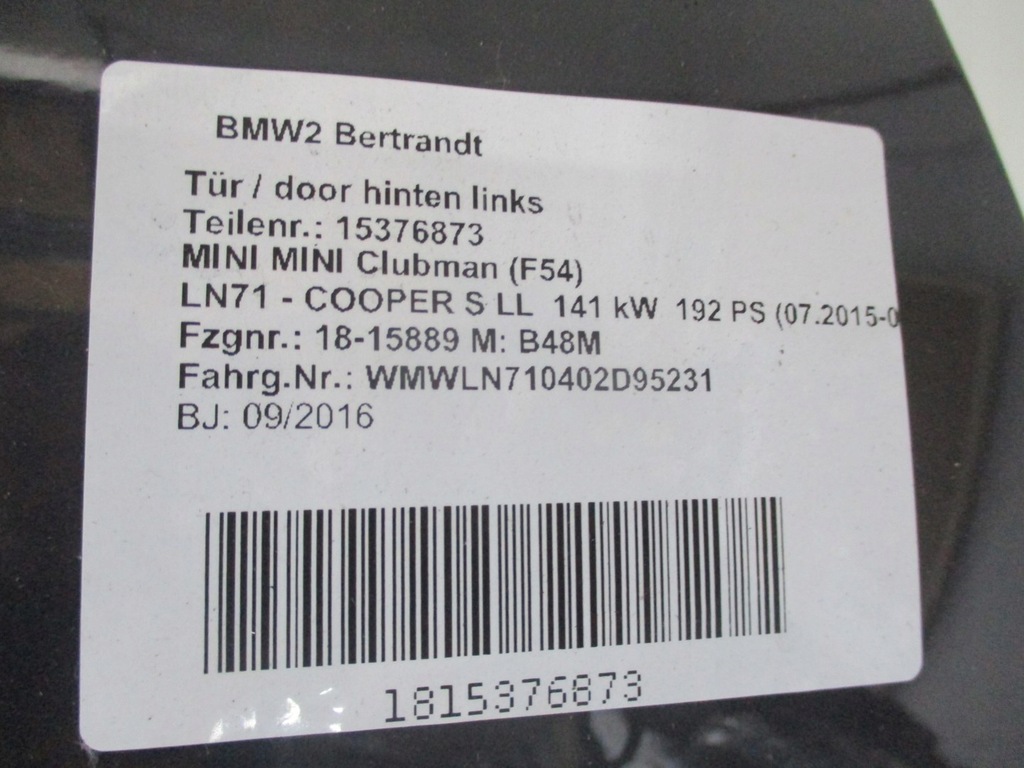 BMW2 Bertrandt
Tür / door hinten links
Teilenr.: 15376873
MINI MINI Clubman (F54)
LN71 - COOPER S LL 141 kW 192 PS (07.2015-0
Fzgnr.: 18-15889 M: B48M
Fahrg.Nr.: WMWLN710402D95231
BJ: 09/2016
1815376873